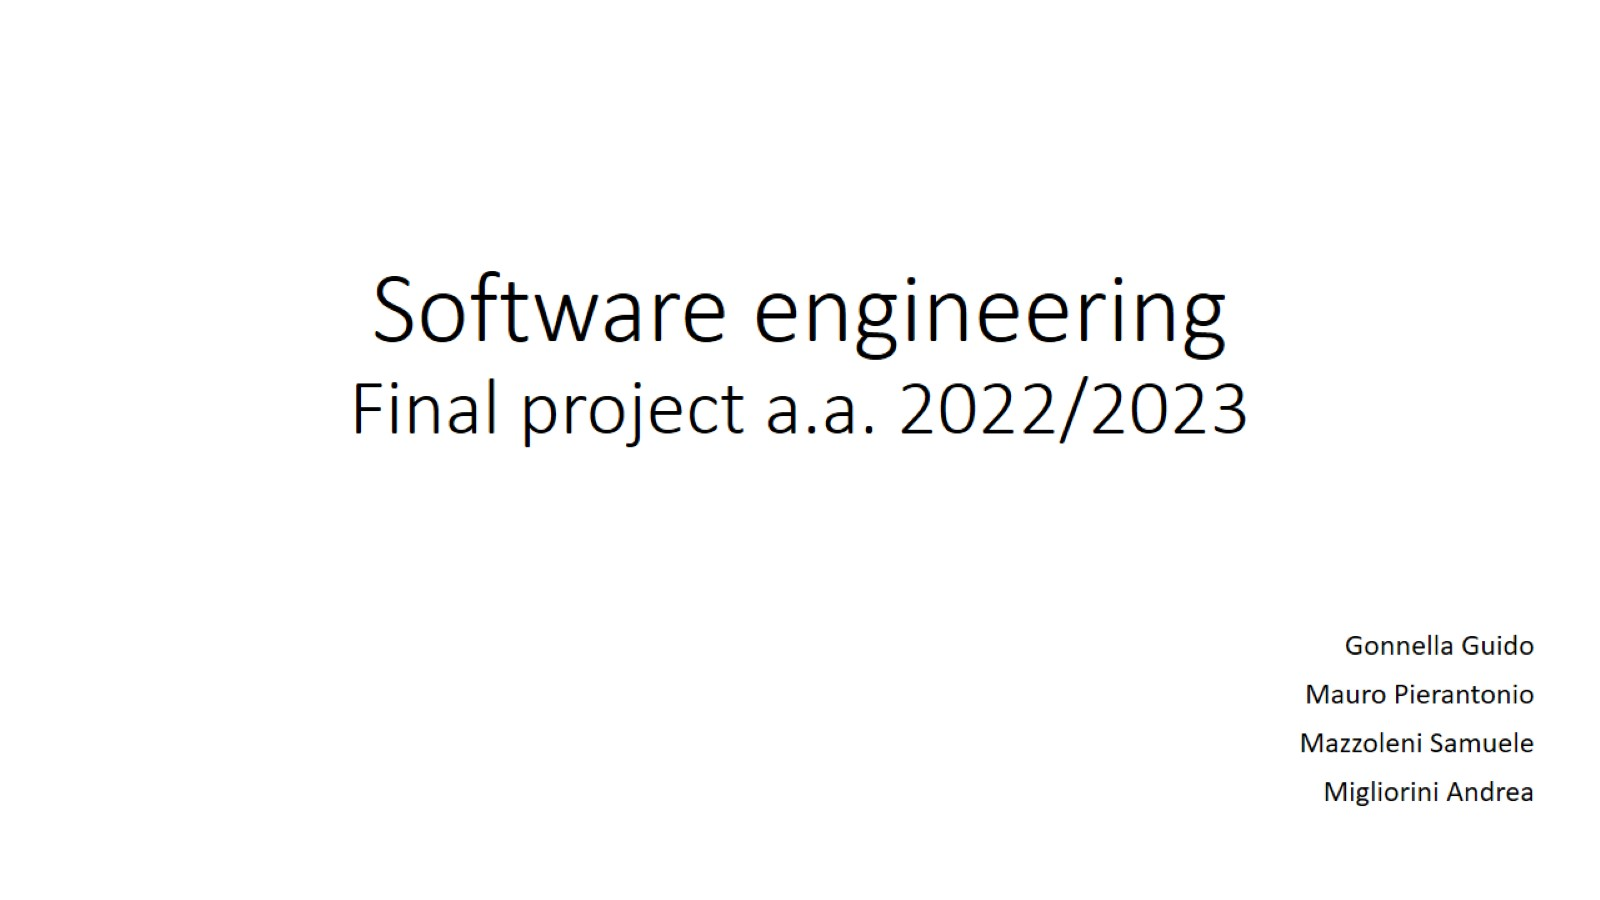 Software engineering
Final project a.a. 2022/2023
Gonnella Guido
Mauro Pierantonio
Mazzoleni Samuele
Migliorini Andrea